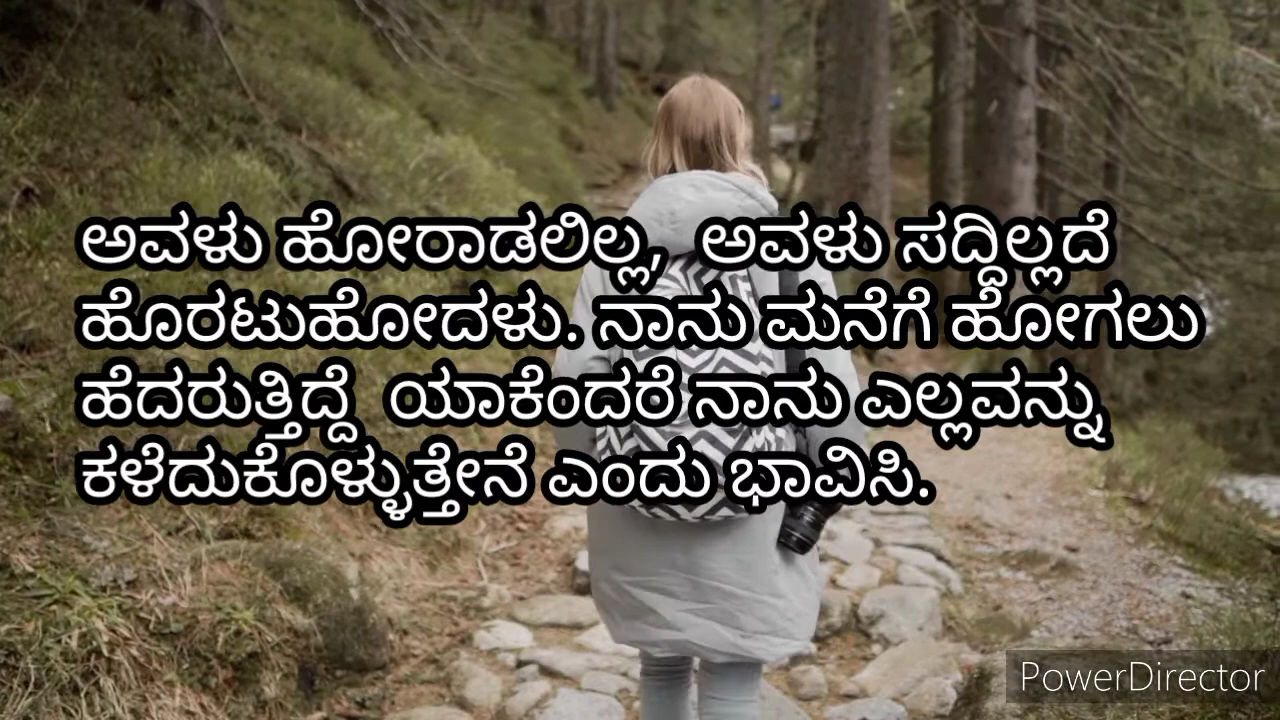 ಅವಳು ಹೋರಾಡಲಿಲ್ಲ, ಅವಳು ಸದ್ದಿಲ್ಲದೆ
ಹೊರಟುಹೋದಳು. ನಾನು ಮನೆಗೆ ಹೋಗಲು
ಹೆದರುತ್ತಿದ್ದೆ ಯಾಕೆಂದರೆ ನಾನು ಎಲ್ಲವನ್ನು
ಕಳೆದುಕೊಳ್ಳುತ್ತೇನೆ ಎಂದು ಭಾವಿಸಿ.
PowerDirector